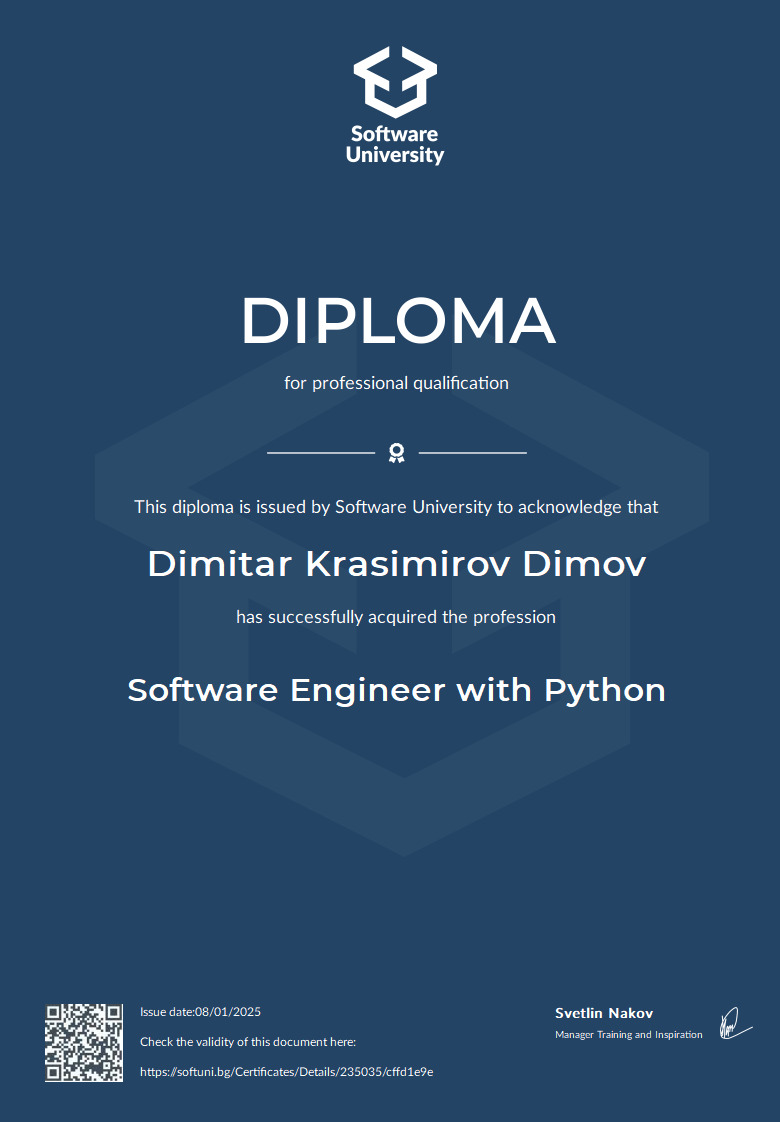 Software
University
DIPLOMA
for professional qualification
This diploma is issued by Software University to acknowledge that
Dimitar Krasimirov Dimov
has successfully acquired the profession
Software Engineer with Python
Issue date:08/01/2025
Check the validity of this document here:
https://softuni.bg/Certificates/Details/235035/cffd1e9e
Svetlin Nakov
Manager Training and Inspiration